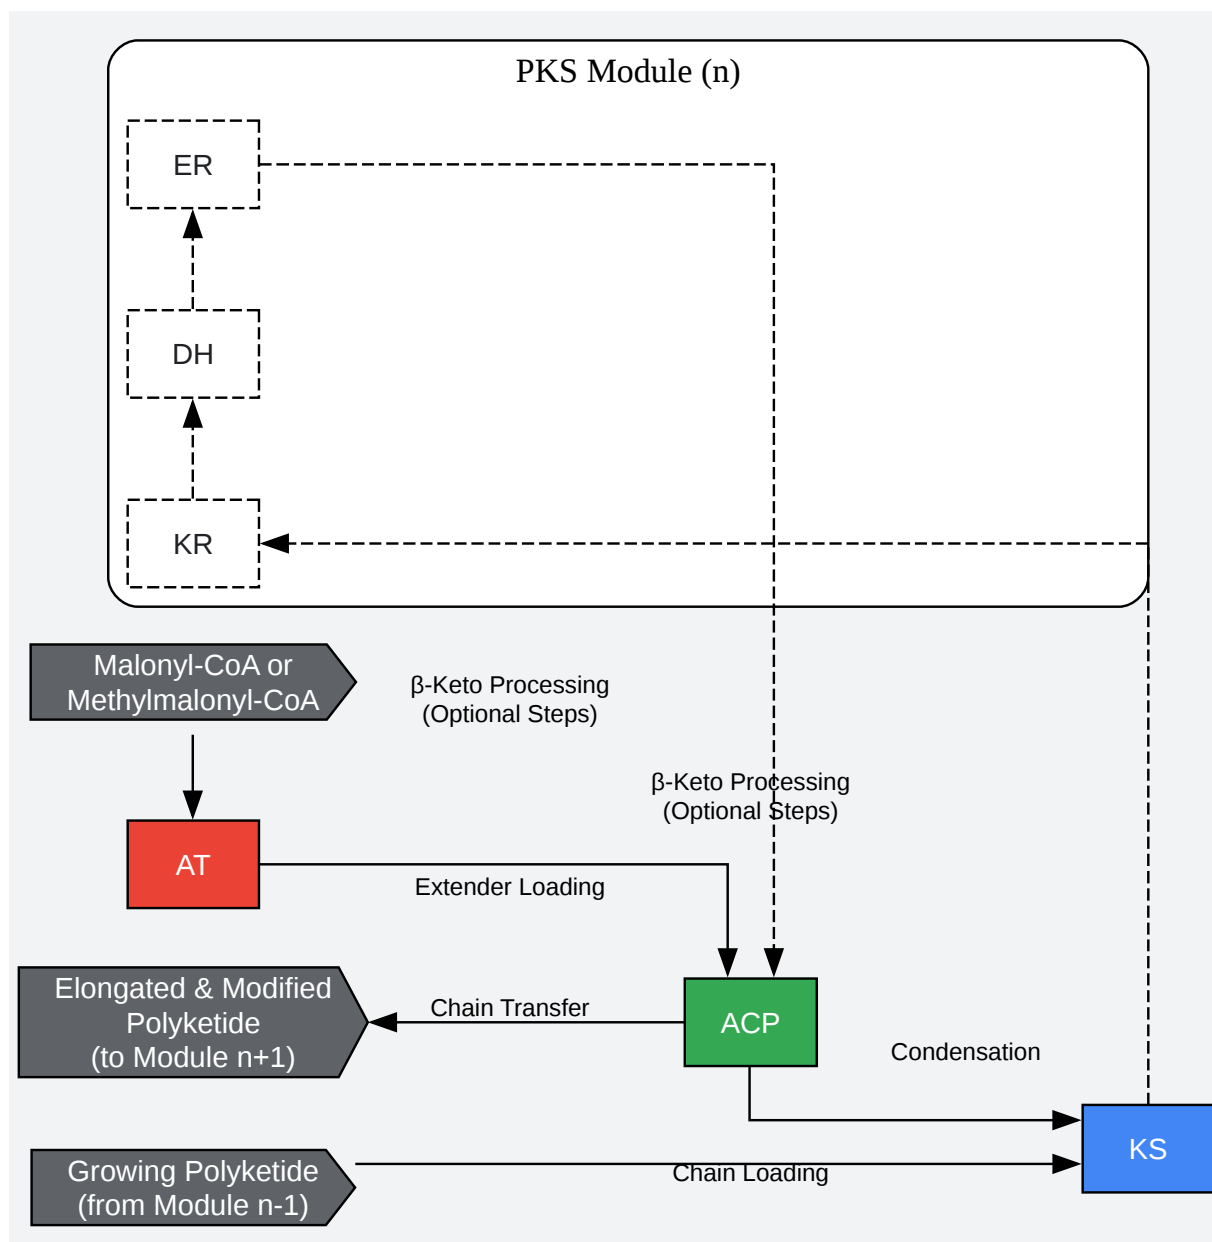 PKS Module (n)
ER
DH
KR
Malonyl-CoA or
Methylmalonyl-CoA
β-Keto Processing
(Optional Steps)
β-Keto Processing
(Optional Steps)
AT
Extender Loading
Elongated & Modified
Polyketide
(to Module n+1)
Chain Transfer
ACP
Condensation
KS
Growing Polyketide
(from Module n-1)
Chain Loading